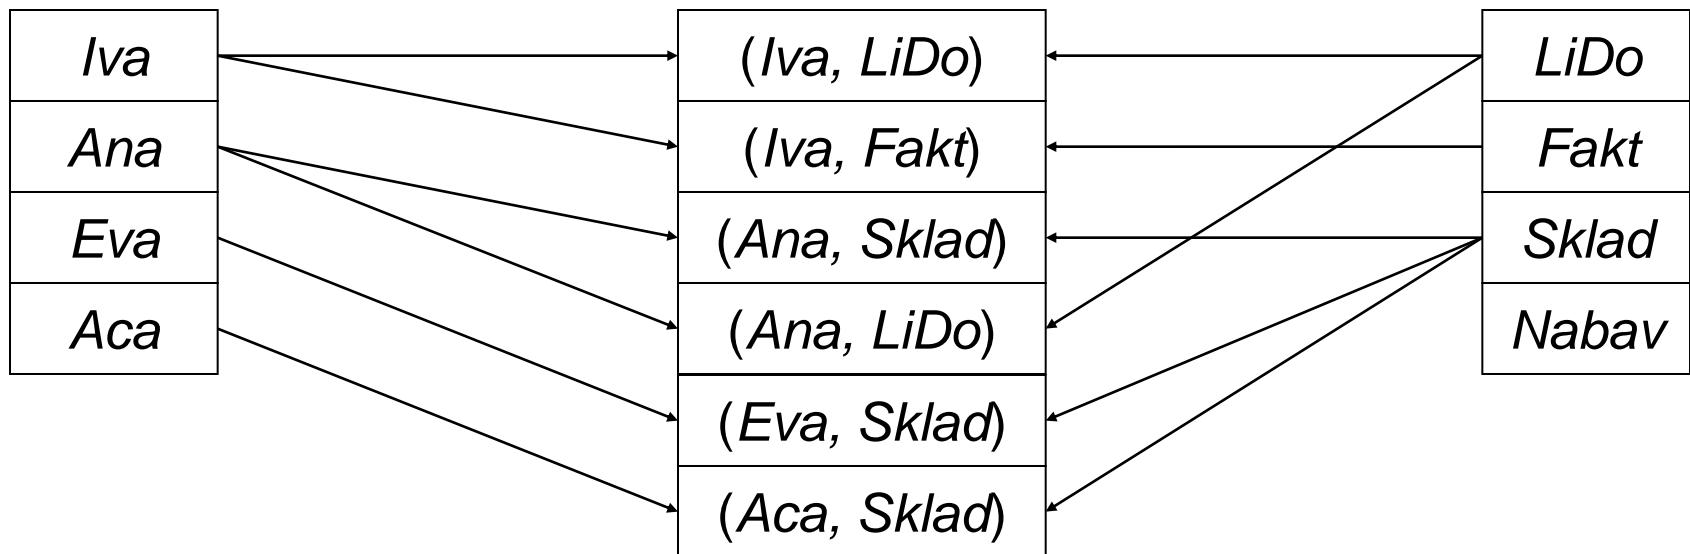 Iva
Ana
Eva
Aca
(Iva, LiDo)
(Iva, Fakt)
(Ana, Sklad)
(Ana, LiDo)
(Eva, Sklad)
(Aca, Sklad)
LiDo
Fakt
Sklad
Nabav